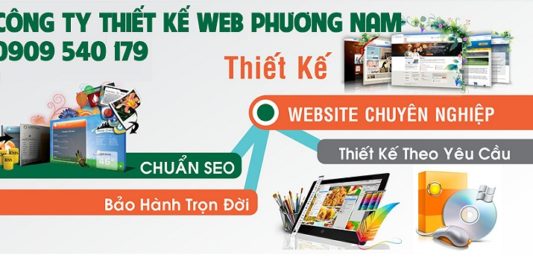 CÔNG TY THIẾT KẾ WEB PHƯƠNG NAM
0909 540 179
Thiết Kế
WEBSITE CHUYÊN NGHIỆP
Thiết Kế Theo Yêu Cầu
CHUẨN SEO
Bảo Hành Trọn Đời